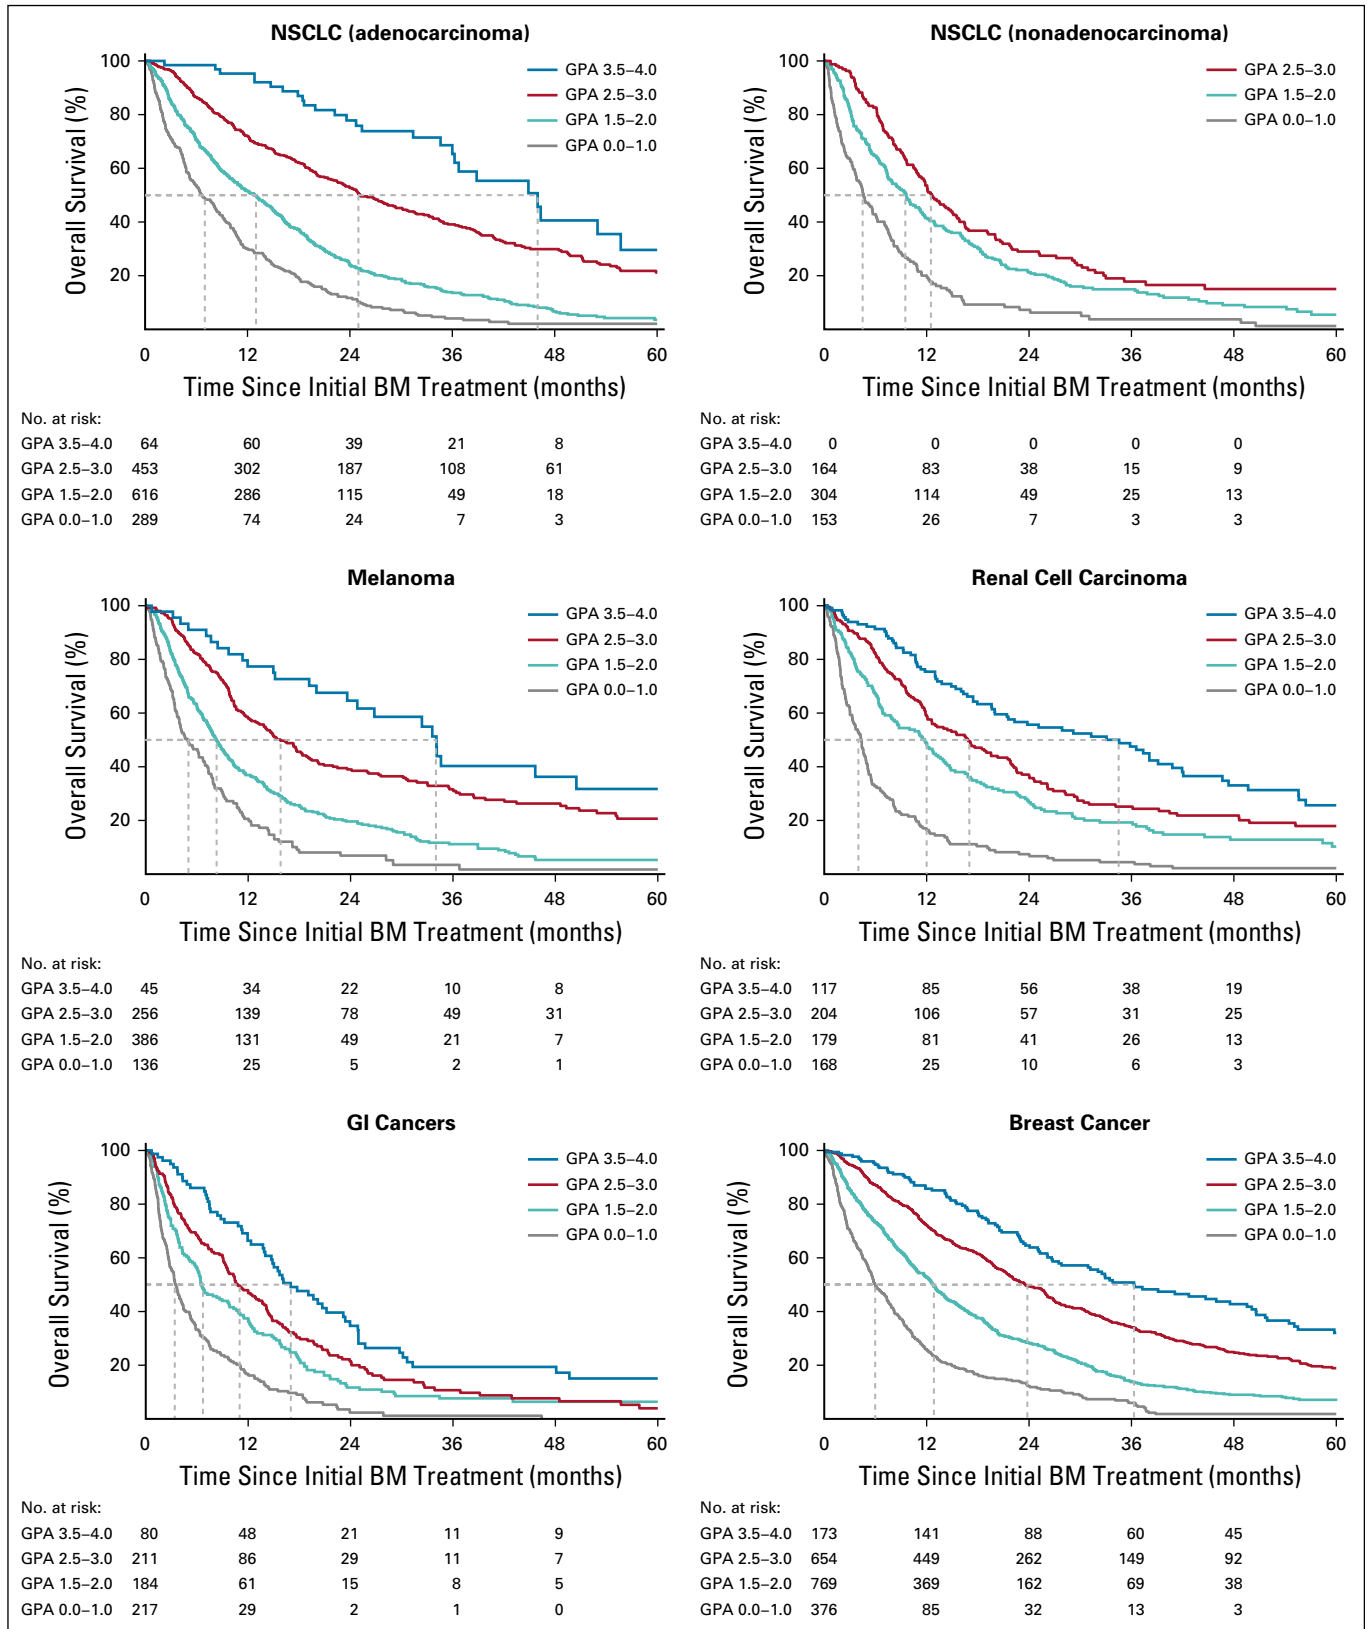 NSCLC (adenocarcinoma)
Overall Survival (%)
100
80
60
40
20
GPA 3.5–4.0
GPA 2.5–3.0
GPA 1.5–2.0
GPA 0.0–1.0
0 12 24 36 48 60
Time Since Initial BM Treatment (months)
No. at risk:
GPA 3.5–4.0 64 60 39 21 8
GPA 2.5–3.0 453 302 187 108 61
GPA 1.5–2.0 616 286 115 49 18
GPA 0.0–1.0 289 74 24 7 3
NSCLC (nonadenocarcinoma)
Overall Survival (%)
100
80
60
40
20
GPA 2.5–3.0
GPA 1.5–2.0
GPA 0.0–1.0
0 12 24 36 48 60
Time Since Initial BM Treatment (months)
No. at risk:
GPA 3.5–4.0 0 0 0 0 0
GPA 2.5–3.0 164 83 38 15 9
GPA 1.5–2.0 304 114 49 25 13
GPA 0.0–1.0 153 26 7 3 3
Melanoma
Overall Survival (%)
100
80
60
40
20
GPA 3.5–4.0
GPA 2.5–3.0
GPA 1.5–2.0
GPA 0.0–1.0
0 12 24 36 48 60
Time Since Initial BM Treatment (months)
No. at risk:
GPA 3.5–4.0 45 34 22 10 8
GPA 2.5–3.0 256 139 78 49 31
GPA 1.5–2.0 386 131 49 21 7
GPA 0.0–1.0 136 25 5 2 1
Renal Cell Carcinoma
Overall Survival (%)
100
80
60
40
20
GPA 3.5–4.0
GPA 2.5–3.0
GPA 1.5–2.0
GPA 0.0–1.0
0 12 24 36 48 60
Time Since Initial BM Treatment (months)
No. at risk:
GPA 3.5–4.0 117 85 56 38 19
GPA 2.5–3.0 204 106 57 31 25
GPA 1.5–2.0 179 81 41 26 13
GPA 0.0–1.0 168 25 10 6 3
GI Cancers
Overall Survival (%)
100
80
60
40
20
GPA 3.5–4.0
GPA 2.5–3.0
GPA 1.5–2.0
GPA 0.0–1.0
0 12 24 36 48 60
Time Since Initial BM Treatment (months)
No. at risk:
GPA 3.5–4.0 80 48 21 11 9
GPA 2.5–3.0 211 86 29 11 7
GPA 1.5–2.0 184 61 15 8 5
GPA 0.0–1.0 217 29 2 1 0
Breast Cancer
Overall Survival (%)
100
80
60
40
20
GPA 3.5–4.0
GPA 2.5–3.0
GPA 1.5–2.0
GPA 0.0–1.0
0 12 24 36 48 60
Time Since Initial BM Treatment (months)
No. at risk:
GPA 3.5–4.0 173 141 88 60 45
GPA 2.5–3.0 654 449 262 149 92
GPA 1.5–2.0 769 369 162 69 38
GPA 0.0–1.0 376 85 32 13 3